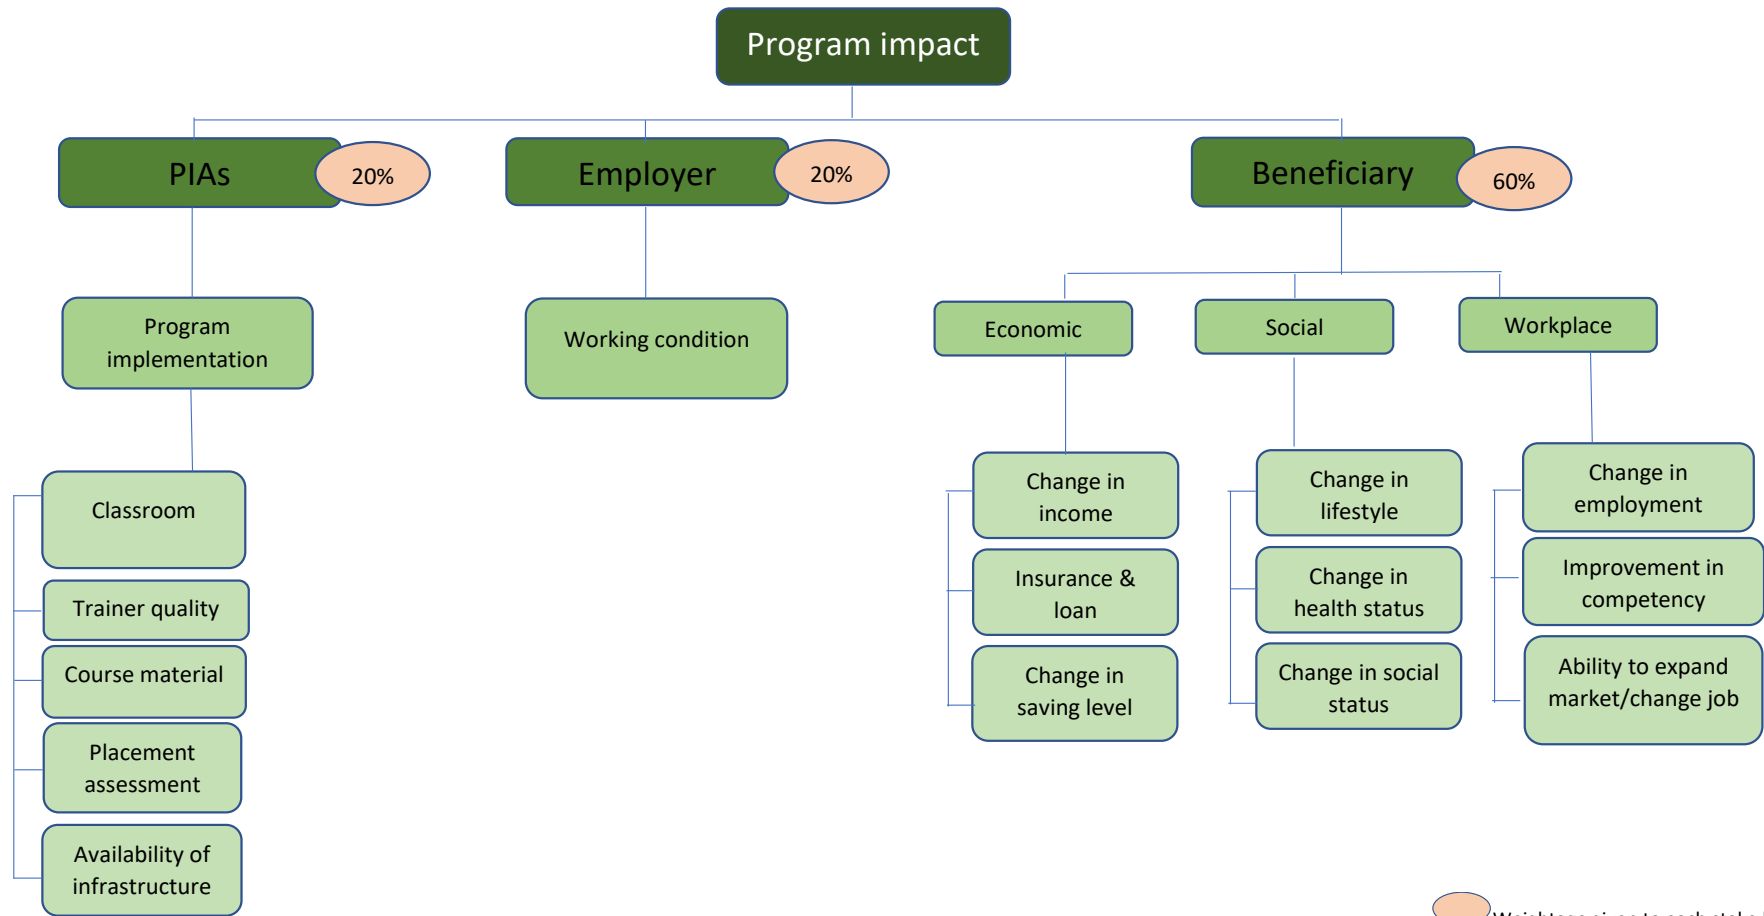 Program impact
PIAs
20%
Employer
20%
Beneficiary
60%
Program
implementation
Working condition
Economic
Social
Workplace
Classroom
Trainer quality
Course material
Placement
assessment
Availability of
infrastructure
Change in
income
Insurance &
loan
Change in
saving level
Change in
lifestyle
Change in
health status
Change in social
status
Change in
employment
Improvement in
competency
Ability to expand
market/change job